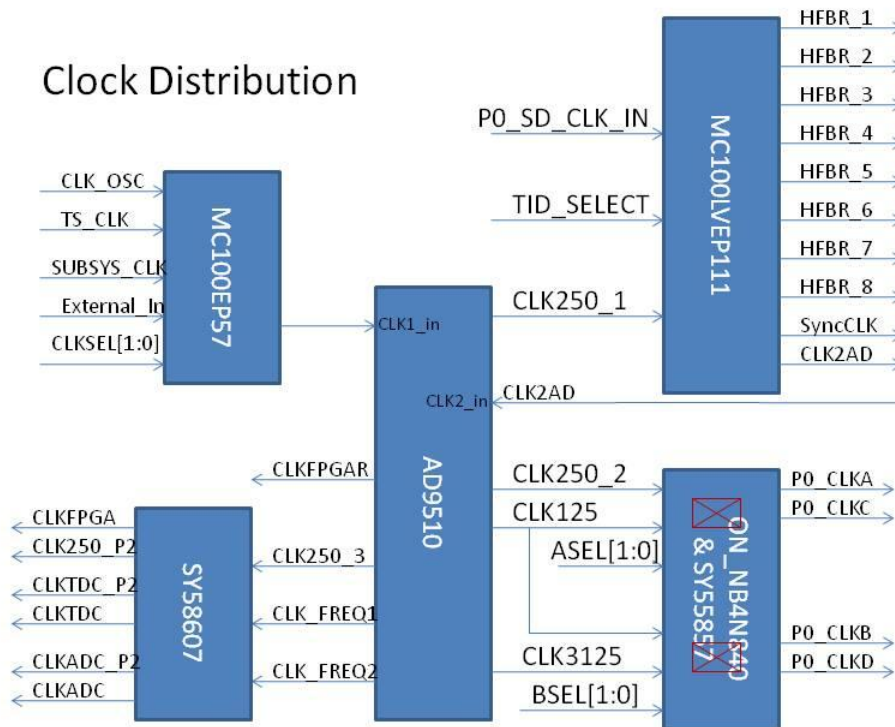 Clock Distribution
CLK_OSC
TS_CLK
SUBSYS_CLK
External_In
CLKSEL[1:0]
MC100EP57
P0_SD_CLK_IN
TID_SELECT
CLK250_1
MC100LVEP111
HFBR_1
HFBR_2
HFBR_3
HFBR_4
HFBR_5
HFBR_6
HFBR_7
HFBR_8
SyncCLK
CLK2AD
CLK1_in
CLK2_in
CLK2AD
AD9510
CLKFPGAR
CLK250_3
CLK_FREQ1
CLK_FREQ2
SY58607
CLKFPGA
CLK250_P2
CLKTDC_P2
CLKTDC
CLKADC_P2
CLKADC
CLK250_2
CLK125
ASEL[1:0]
CLK3125
BSEL[1:0]
ON_NB4N840
& SY55857
P0_CLKA
P0_CLKC
P0_CLKB
P0_CLKD